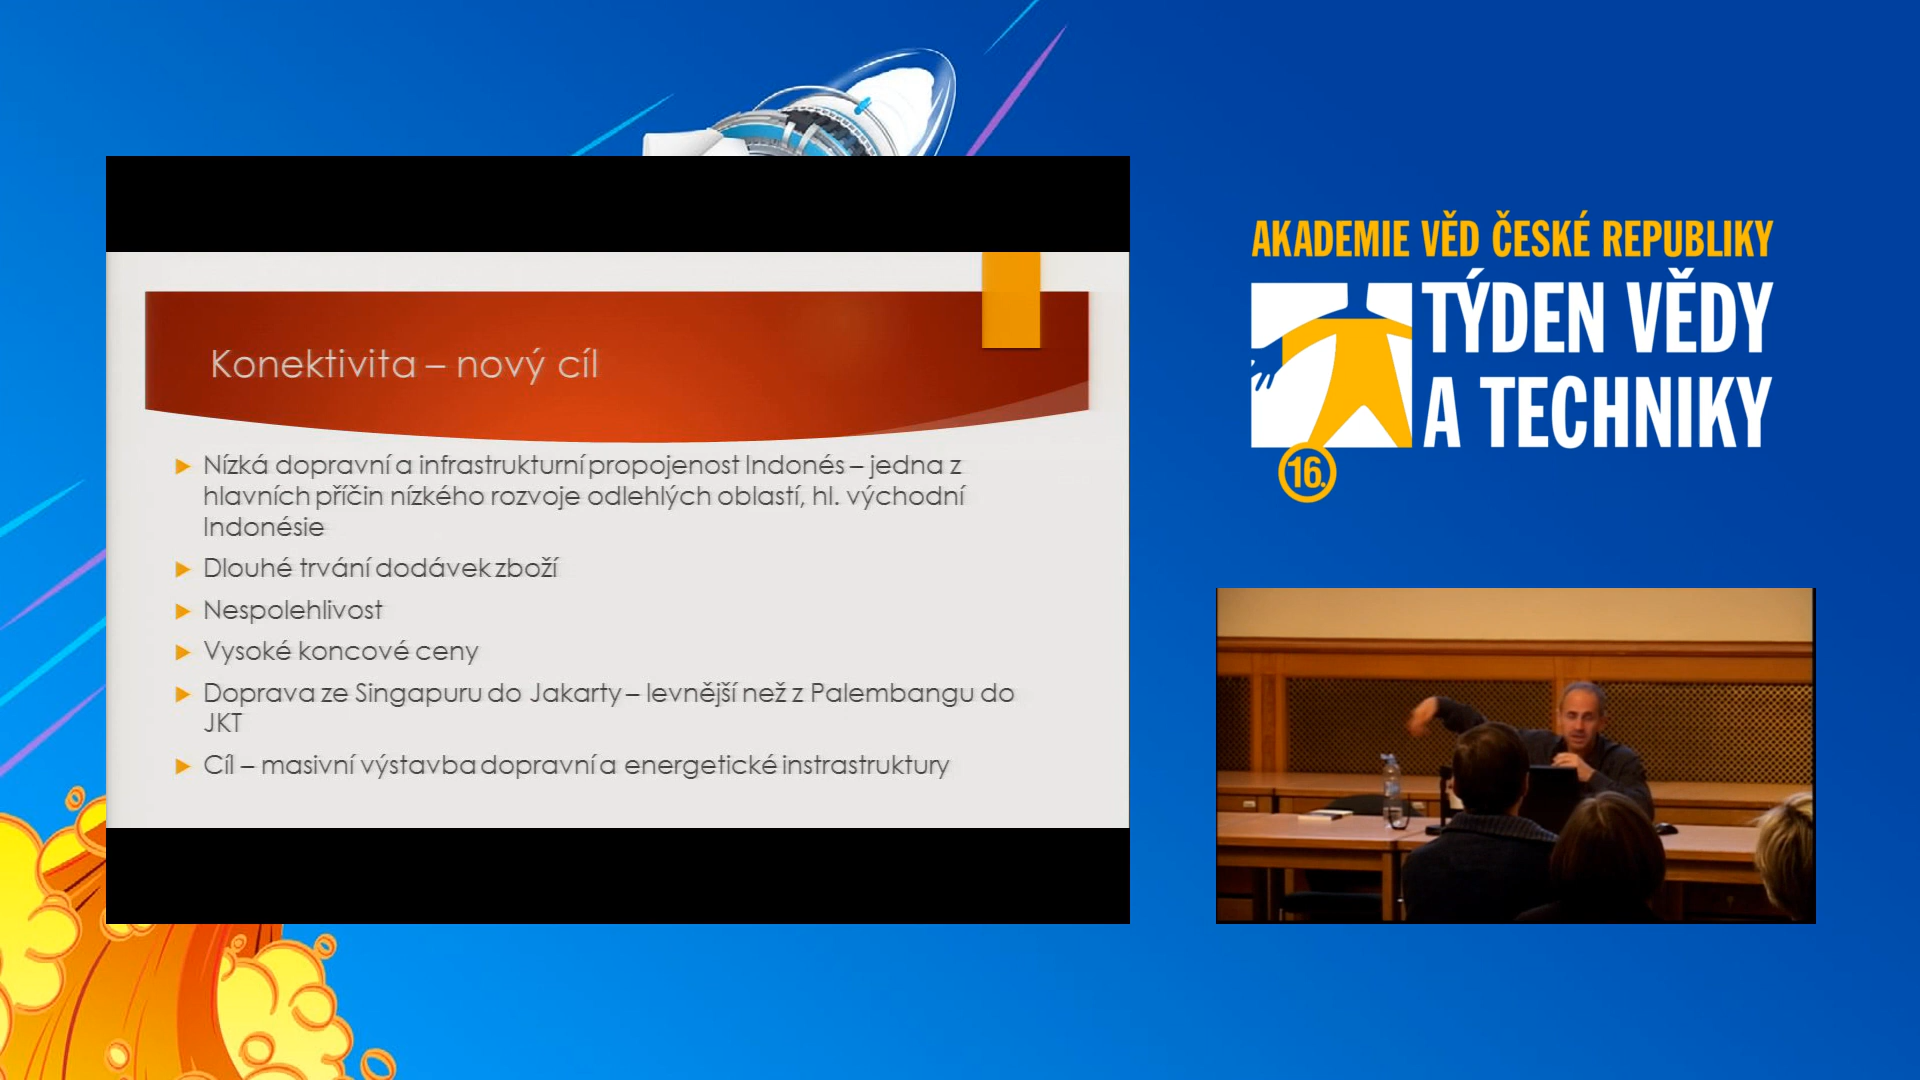 Konektivita – nový cíl
Nízká dopravní a infrastrukturní propojenost Indonés – jedna z
hlavních příčin nízkého rozvoje odlehlých oblastí, hl. východní
Indonésie
Dlouhé trvání dodávek zboží
Nespolehlivost
Vysoké koncové ceny
Doprava ze Singapuru do Jakarty – levnější než z Palembangu do
JKT
Cíl – masivní výstavba dopravní a energetické instrastruktury
AKADEMIE VĚD ČESKÉ REPUBLIKY
TÝDEN VĚDY
A TECHNIKY
16.